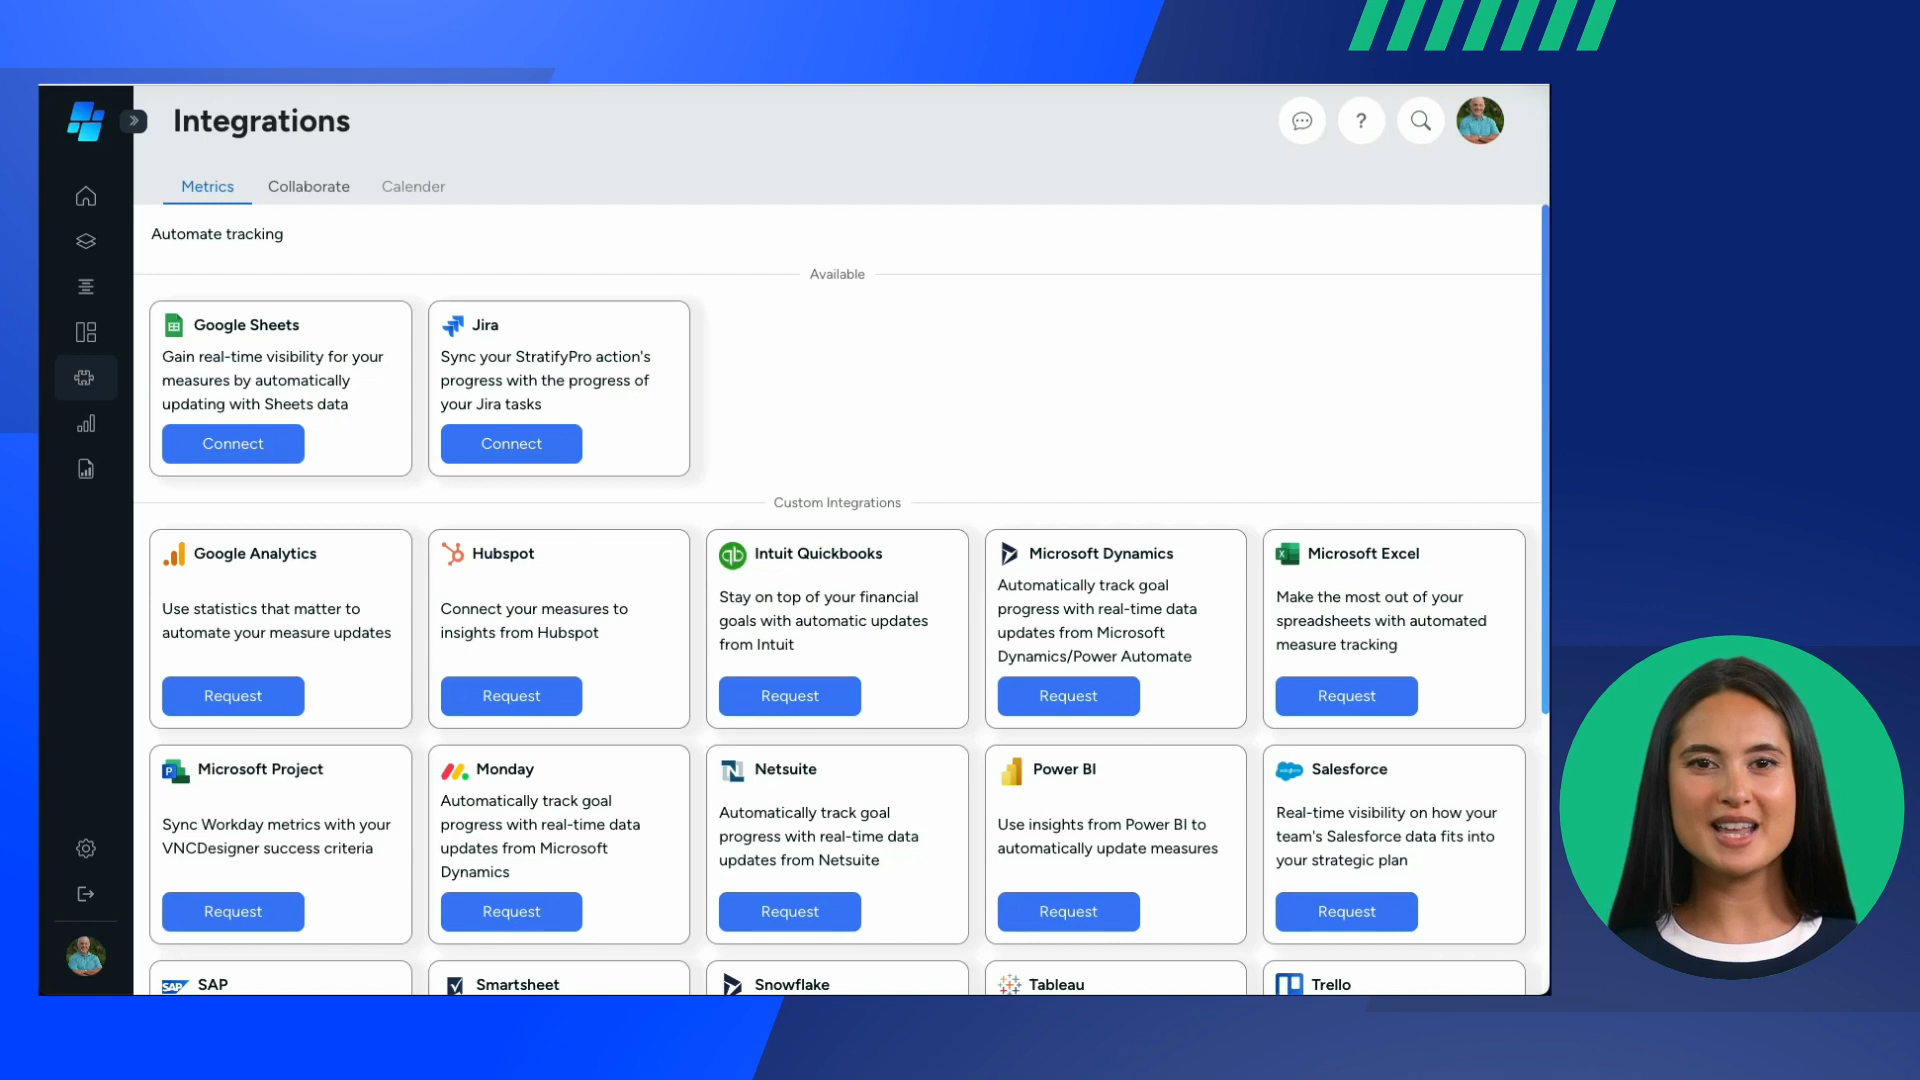 Integrations
?
Metrics
Collaborate
Calender
Automate tracking
Available
Google Sheets
Gain real-time visibility for your
measures by automatically
updating with Sheets data
Connect
Jira
Sync your StratifyPro action's
progress with the progress of
your Jira tasks
Connect
Custom Integrations
Google Analytics
Use statistics that matter to
automate your measure updates
Request
Hubspot
Connect your measures to
insights from Hubspot
Request
qb
Intuit Quickbooks
Stay on top of your financial
goals with automatic updates
from Intuit
Request
Microsoft Dynamics
Automatically track goal
progress with real-time data
updates from Microsoft
Dynamics/Power Automate
Request
Microsoft Excel
Make the most out of your
spreadsheets with automated
measure tracking
Request
Microsoft Project
Sync Workday metrics with your
VNCDesigner success criteria
Request
Monday
Automatically track goal
progress with real-time data
updates from Microsoft
Dynamics
Request
N
Netsuite
Automatically track goal
progress with real-time data
updates from Netsuite
Request
Power BI
Use insights from Power BI to
automatically update measures
Request
Salesforce
Real-time visibility on how your
team's Salesforce data fits into
your strategic plan
Request
SAP
SAP
Smartsheet
Snowflake
Tableau
Trello